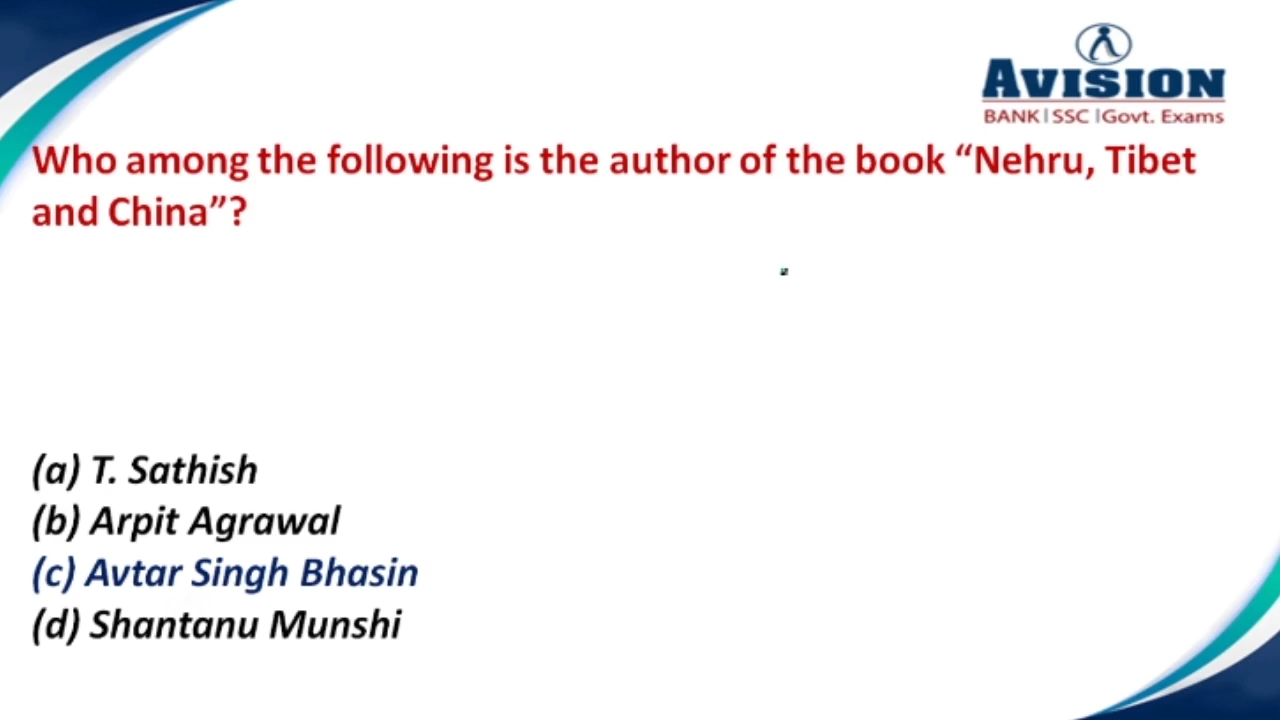 AVISION
BANK | SSC | Govt. Exams
Who among the following is the author of the book “Nehru, Tibet
and China”?
(a) T. Sathish
(b) Arpit Agrawal
(c) Avtar Singh Bhasin
(d) Shantanu Munshi